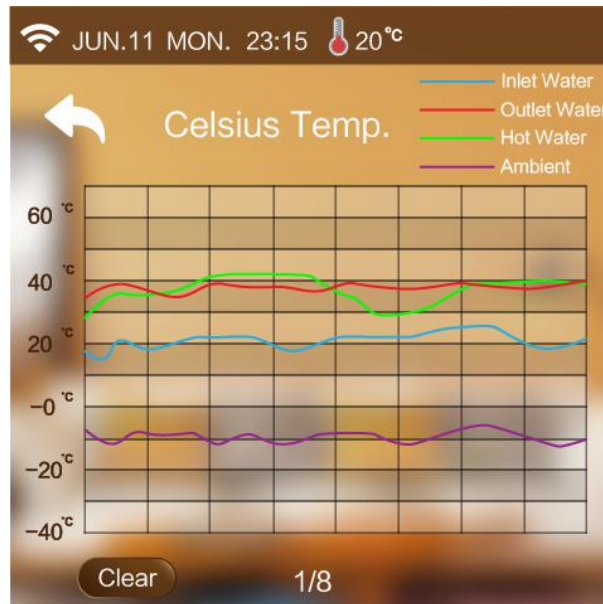 JUN.11 MON. 23:15 20℃
Inlet Water
Outlet Water
Celsius Temp.
Hot Water
Ambient
60 ℃
40 ℃
20 ℃
-0 ℃
-20 ℃
-40 ℃
Clear
1/8